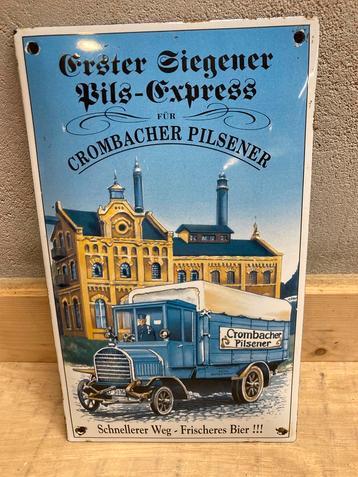 Erster Siegener
Pils-Express
FÜR
CROMBACHER PILSENER
Crombacher
Pilsener
Schnellerer Weg - Frischeres Bier !!!